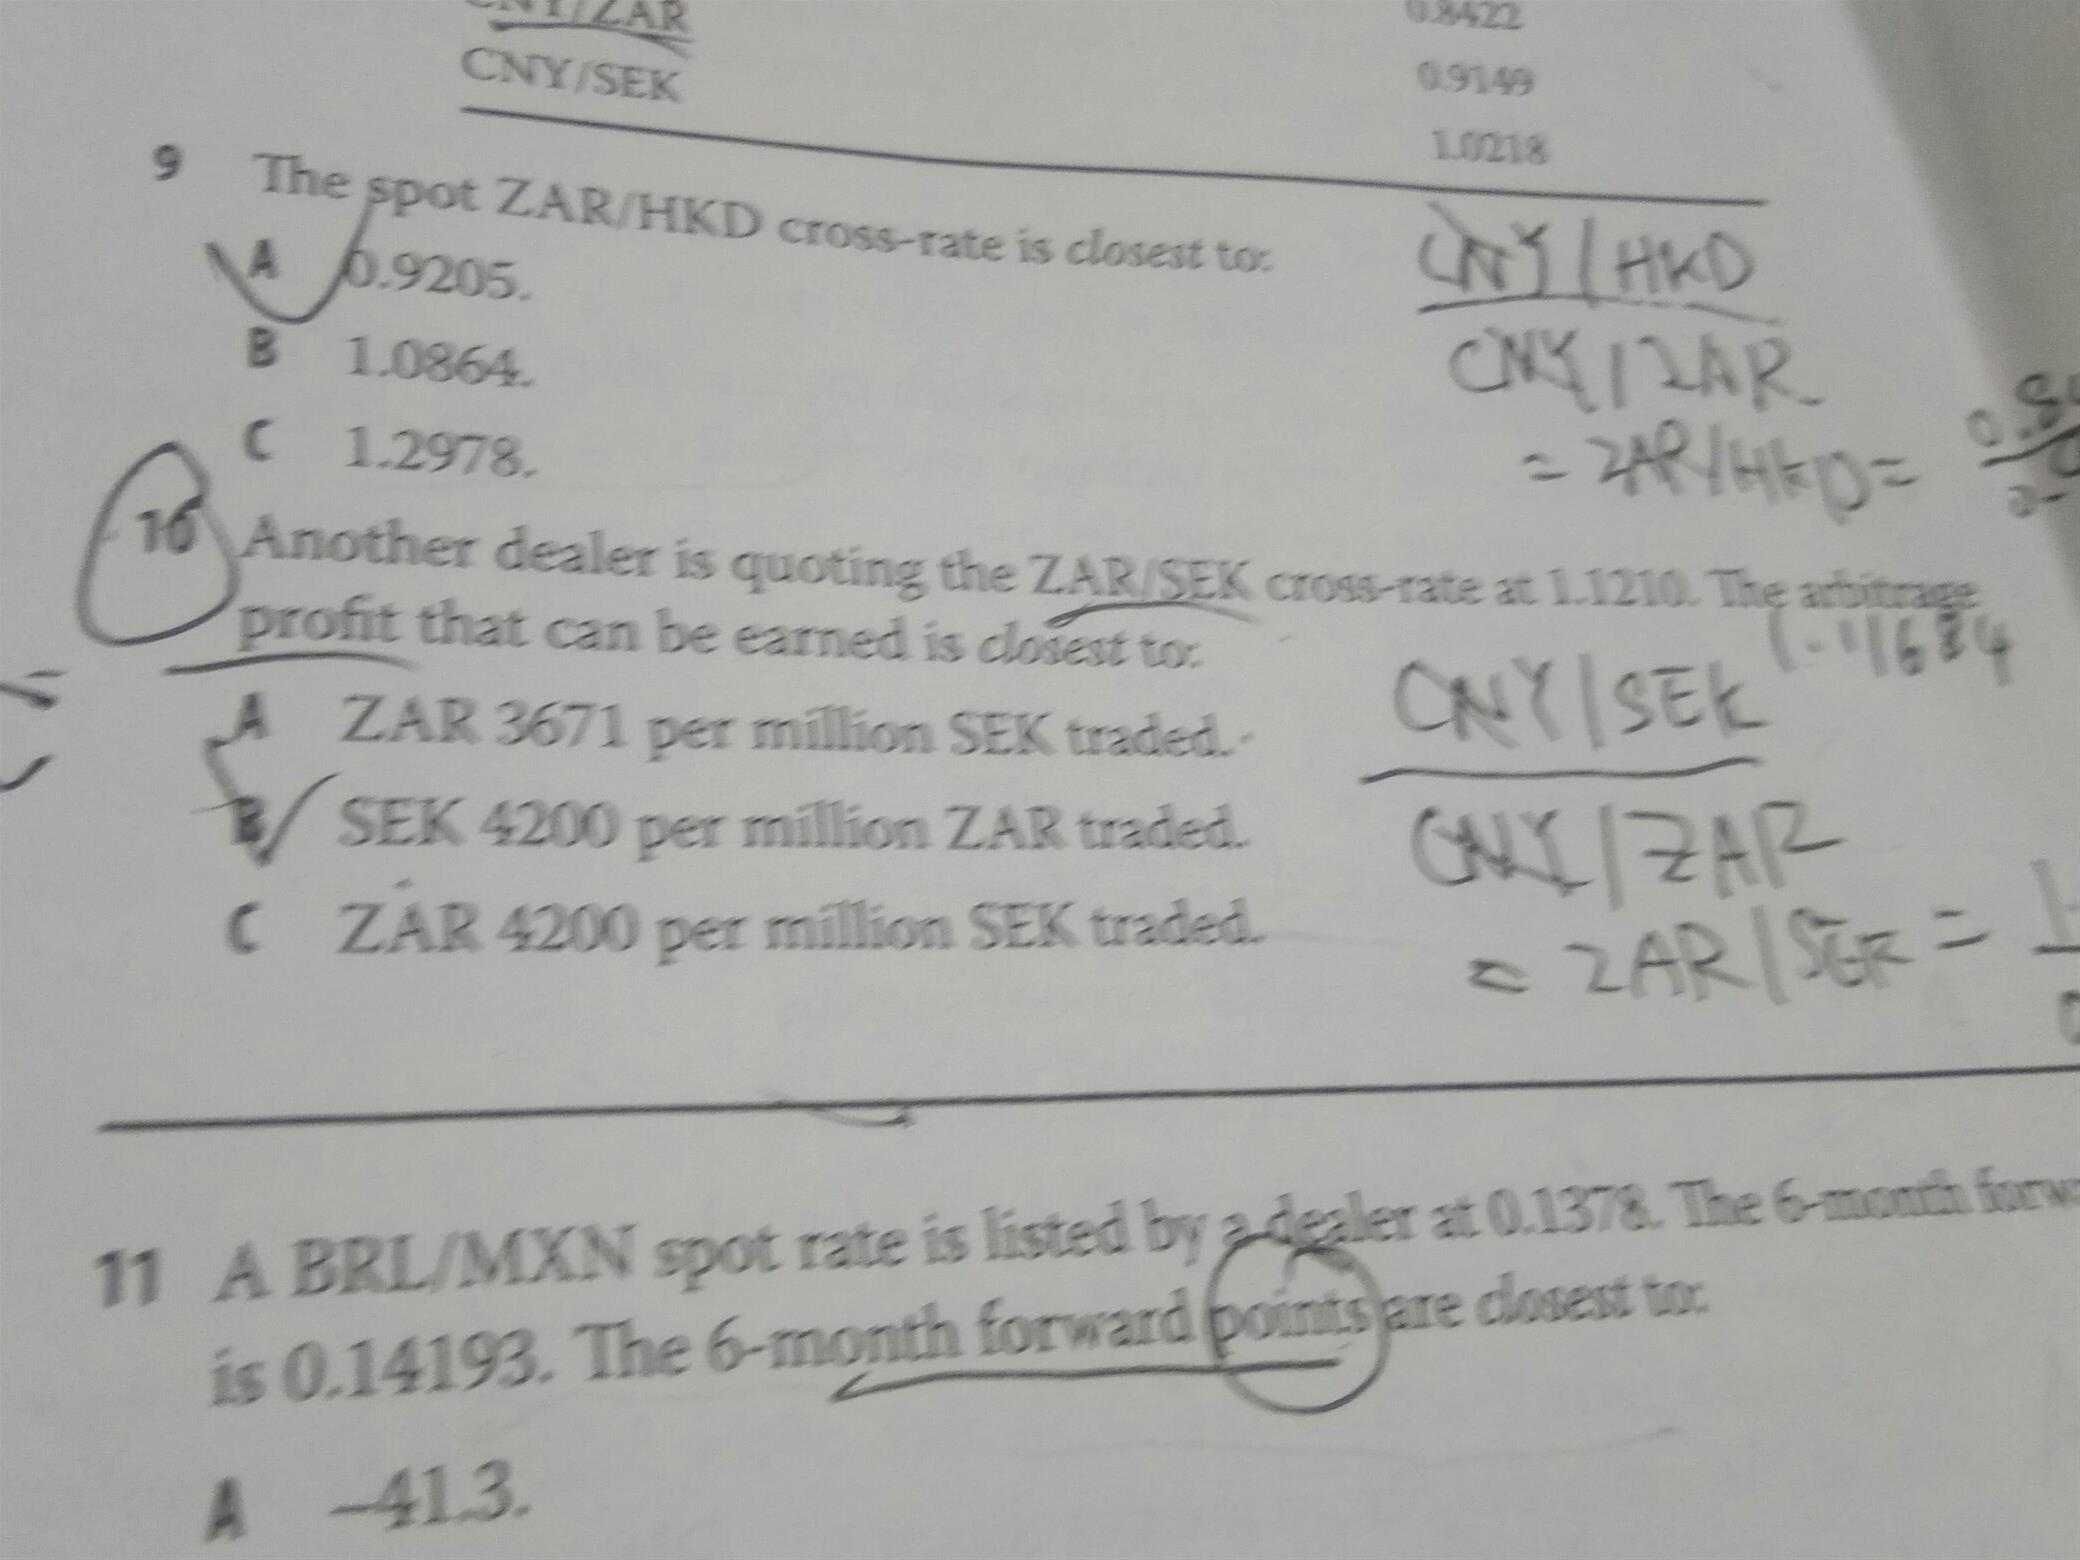 CNY/ZAR 0.8422
CNY/SEK 0.9149
1.0218
9 The spot ZAR/HKD cross-rate is closest to:
A 0.9205.
B 1.0864.
C 1.2978.
CNY/HKD
CNY/ZAR
= ZAR/HKD =
10 Another dealer is quoting the ZAR/SEK cross-rate at 1.1210. The arbitrage
profit that can be earned is closest to:
A ZAR 3671 per million SEK traded.
B SEK 4200 per million ZAR traded.
C ZAR 4200 per million SEK traded.
1.11684
CNY/SEK
CNY/ZAR
= ZAR/SEK =
11 A BRL/MXN spot rate is listed by a dealer at 0.1378. The 6-month
is 0.14193. The 6-month forward points are closest to:
A –41.3.